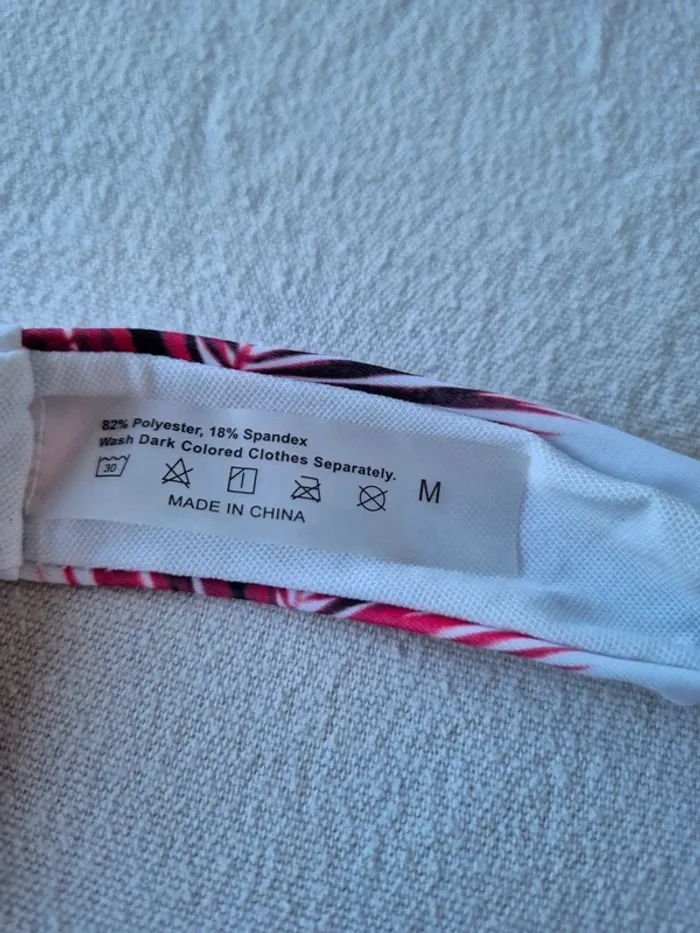 82% Polyester, 18% Spandex
Wash Dark Colored Clothes Separately.
30
M
MADE IN CHINA